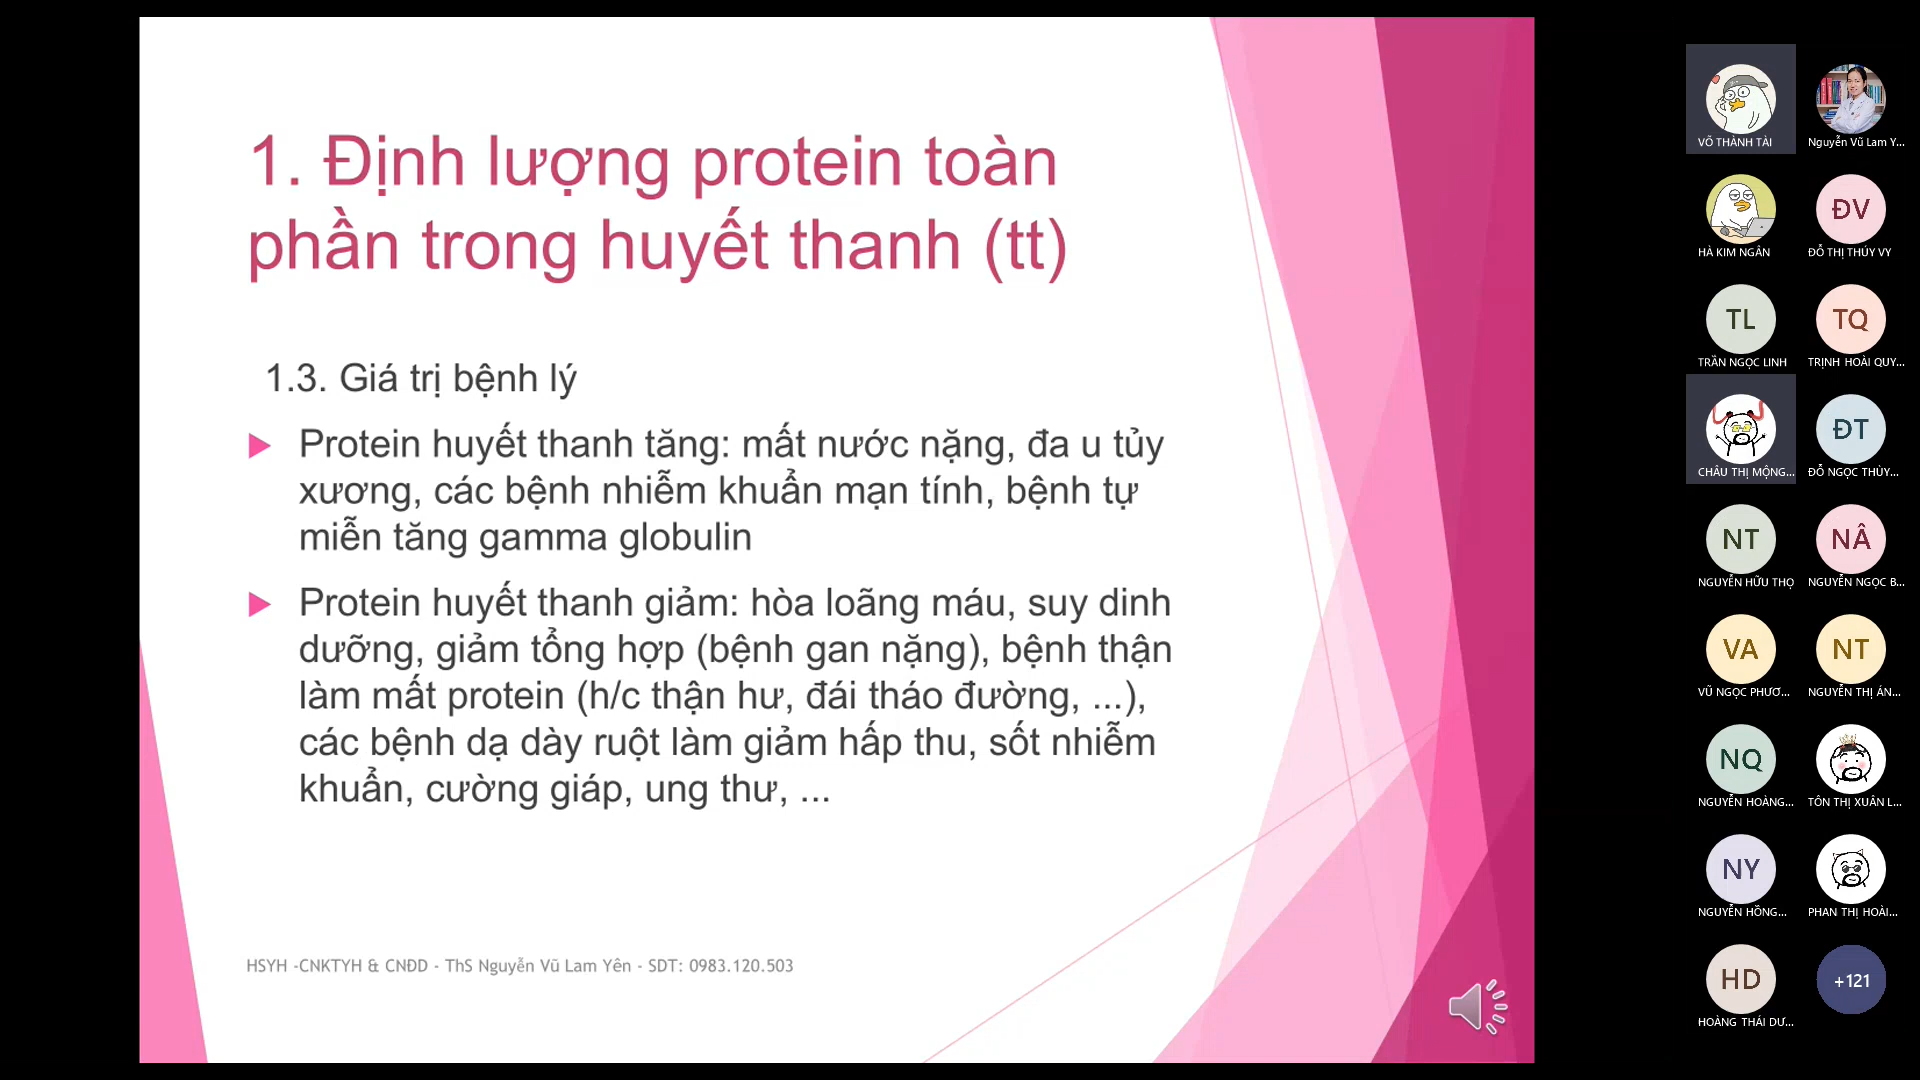 1. Định lượng protein toàn
phần trong huyết thanh (tt)
1.3. Giá trị bệnh lý
Protein huyết thanh tăng: mất nước nặng, đa u tủy
xương, các bệnh nhiễm khuẩn mạn tính, bệnh tự
miễn tăng gamma globulin
Protein huyết thanh giảm: hòa loãng máu, suy dinh
dưỡng, giảm tổng hợp (bệnh gan nặng), bệnh thận
làm mất protein (h/c thận hư, đái tháo đường, ...),
các bệnh dạ dày ruột làm giảm hấp thu, sốt nhiễm
khuẩn, cường giáp, ung thư, ...
HSYH -CNKTYH & CNĐD - ThS Nguyễn Vũ Lam Yên - SDT: 0983.120.503
VÕ THÀNH TÀI
Nguyễn Vũ Lam Y...
HÀ KIM NGÂN
ĐV
ĐỖ THỊ THÚY VY
TL
TRẦN NGỌC LINH
TQ
TRỊNH HOÀI QUY...
CHÂU THỊ MỘNG...
ĐT
ĐỖ NGỌC THÙY...
NT
NGUYỄN HỮU THỌ
NÂ
NGUYỄN NGỌC B...
VA
VŨ NGỌC PHƯƠ...
NT
NGUYỄN THỊ ÁN...
NQ
NGUYỄN HOÀNG...
TÔN THỊ XUÂN L...
NY
NGUYỄN HỒNG...
PHAN THỊ HOÀI...
HD
HOÀNG THÁI DƯ...
+121